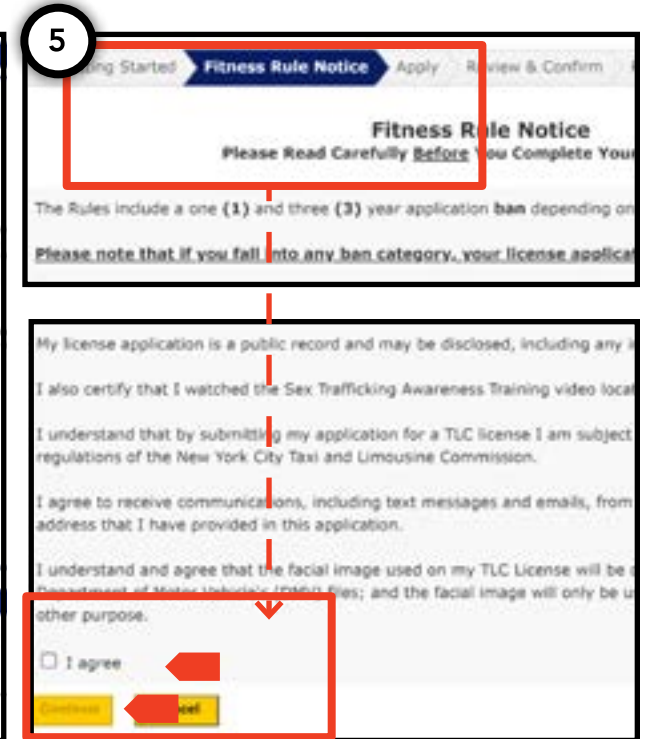 5
ing Started Fitness Rule Notice Apply Review & Confirm
Fitness Rule Notice
Please Read Carefully Before You Complete Your
The Rules include a one (1) and three (3) year application ban depending on
Please note that if you fall into any ban category, your license applicat
My license application is a public record and may be disclosed, including any
I also certify that I watched the Sex Trafficking Awareness Training video locat
I understand that by submitting my application for a TLC license I am subject
regulations of the New York City Taxi and Limousine Commission.
I agree to receive communications, including text messages and emails, from
address that I have provided in this application.
I understand and agree that the facial image used on my TLC License will be
Department of Motor Vehicle's (DMV) files; and the facial image will only be u
other purpose.
I agree
Continue cel